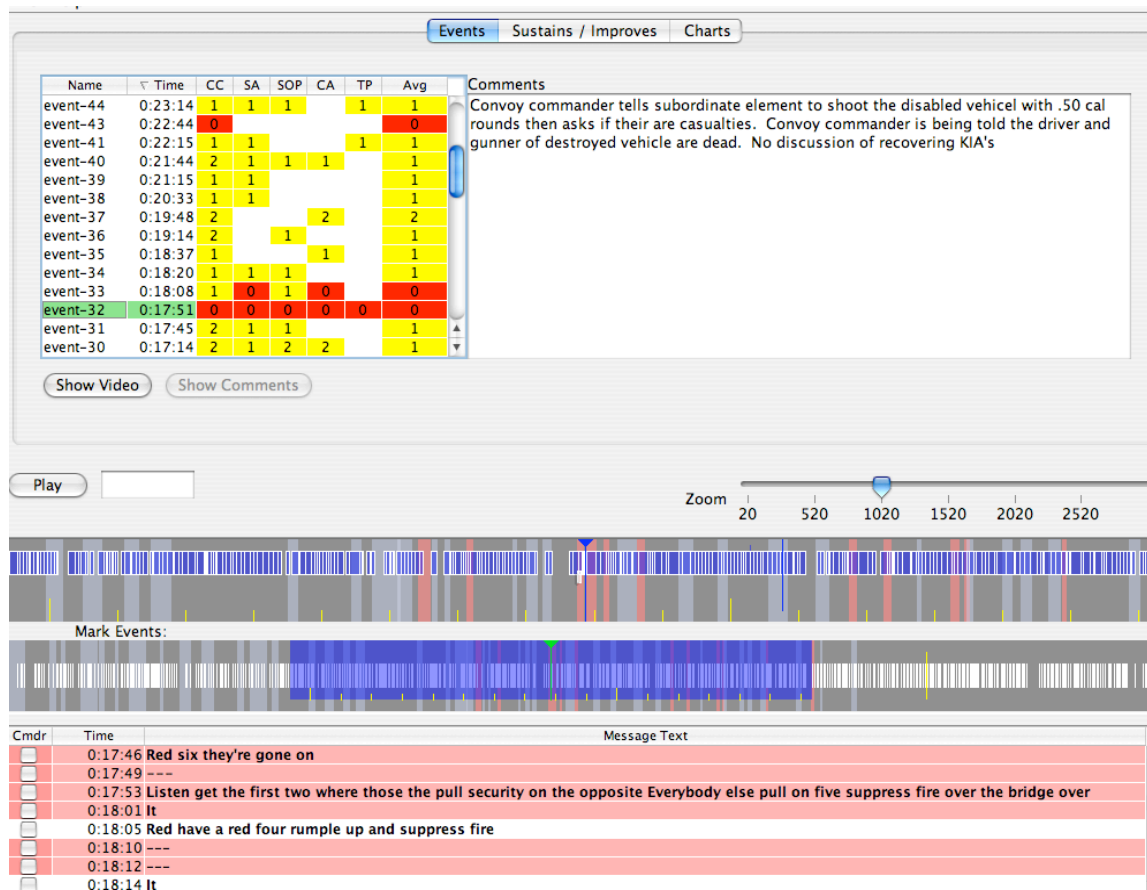 Events Sustains / Improves Charts
Name Time CC SA SOP CA TP Avg Comments
event-44 0:23:14 1 1 1 1 1
event-43 0:22:44 0 0
event-41 0:22:15 1 1 1 1
event-40 0:21:44 2 1 1 1 1
event-39 0:21:15 1 1 1
event-38 0:20:33 1 1 1
event-37 0:19:48 2 2 2
event-36 0:19:14 2 1 1
event-35 0:18:37 1 1 1
event-34 0:18:20 1 1 1 1
event-33 0:18:08 1 0 1 0 0
event-32 0:17:51 0 0 0 0 0 0
event-31 0:17:45 2 1 1 1
event-30 0:17:14 2 1 2 2 1
Convoy commander tells subordinate element to shoot the disabled vehicel with .50 cal
rounds then asks if their are casualties. Convoy commander is being told the driver and
gunner of destroyed vehicle are dead. No discussion of recovering KIA's
Show Video Show Comments
Play
Zoom
20 520 1020 1520 2020 2520
Mark Events:
Cmdr Time Message Text
0:17:46 Red six they're gone on
0:17:49 ---
0:17:53 Listen get the first two where those the pull security on the opposite Everybody else pull on five suppress fire over the bridge over
0:18:01 It
0:18:05 Red have a red four rumple up and suppress fire
0:18:10 ---
0:18:12 ---
0:18:14 It